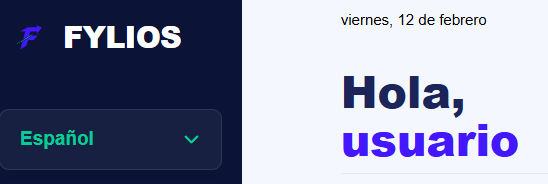 FYLIOS
Español
viernes, 12 de febrero
Hola,
usuario